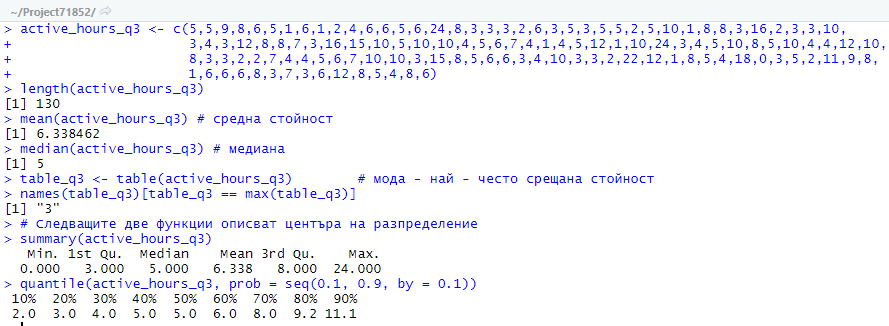 ~/Project71852/
> active_hours_q3 <- c(5,5,9,8,6,5,1,6,1,2,4,6,6,5,6,24,8,3,3,3,2,6,3,5,3,5,5,2,5,10,1,8,8,3,16,2,3,3,10,
+ 3,4,3,12,8,8,7,3,16,15,10,5,10,10,4,5,6,7,4,1,4,5,12,1,10,24,3,4,5,10,8,5,10,4,4,12,10,
+ 8,3,3,2,2,7,4,4,5,6,7,10,10,3,15,8,5,6,6,3,4,10,3,3,2,22,12,1,8,5,4,18,0,3,5,2,11,9,8,
+ 1,6,6,6,8,3,7,3,6,12,8,5,4,8,6)
> length(active_hours_q3)
[1] 130
> mean(active_hours_q3) # средна стойност
[1] 6.338462
> median(active_hours_q3) # медиана
[1] 5
> table_q3 <- table(active_hours_q3) # мода - най - често срещана стойност
> names(table_q3)[table_q3 == max(table_q3)]
[1] "3"
> # Следващите две функции описват центъра на разпределение
> summary(active_hours_q3)
Min. 1st Qu. Median Mean 3rd Qu. Max.
0.000 3.000 5.000 6.338 8.000 24.000
> quantile(active_hours_q3, prob = seq(0.1, 0.9, by = 0.1))
10% 20% 30% 40% 50% 60% 70% 80% 90%
2.0 3.0 4.0 5.0 5.0 6.0 8.0 9.2 11.1